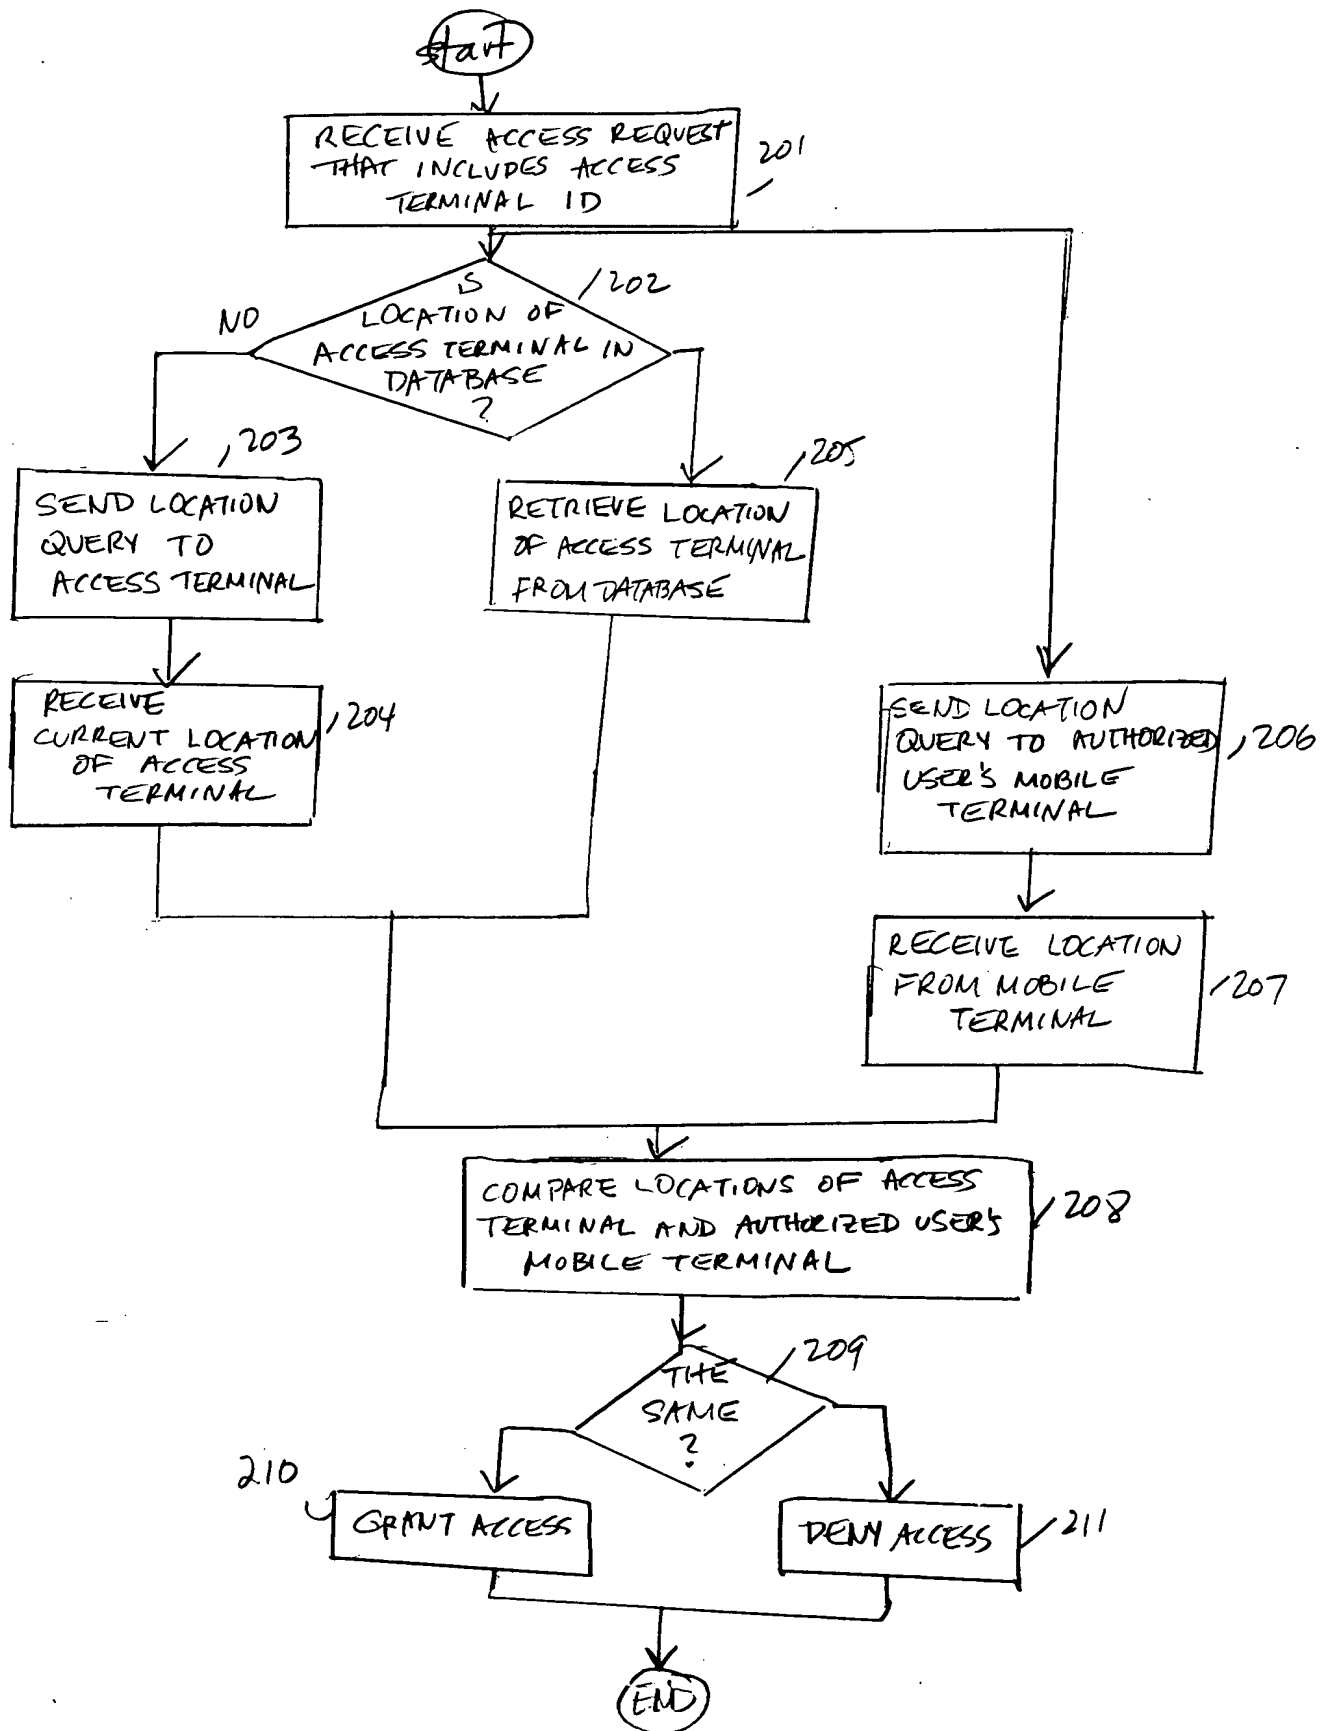 start
RECEIVE ACCESS REQUEST
THAT INCLUDES ACCESS
TERMINAL ID
201
IS
LOCATION OF
ACCESS TERMINAL IN
DATABASE
?
202
NO
203
SEND LOCATION
QUERY TO
ACCESS TERMINAL
205
RETRIEVE LOCATION
OF ACCESS TERMINAL
FROM DATABASE
RECEIVE
CURRENT LOCATION
OF ACCESS
TERMINAL
204
SEND LOCATION
QUERY TO AUTHORIZED
USER'S MOBILE
TERMINAL
206
RECEIVE LOCATION
FROM MOBILE
TERMINAL
207
COMPARE LOCATIONS OF ACCESS
TERMINAL AND AUTHORIZED USER'S
MOBILE TERMINAL
208
THE
SAME
?
209
210
GRANT ACCESS
DENY ACCESS
211
END